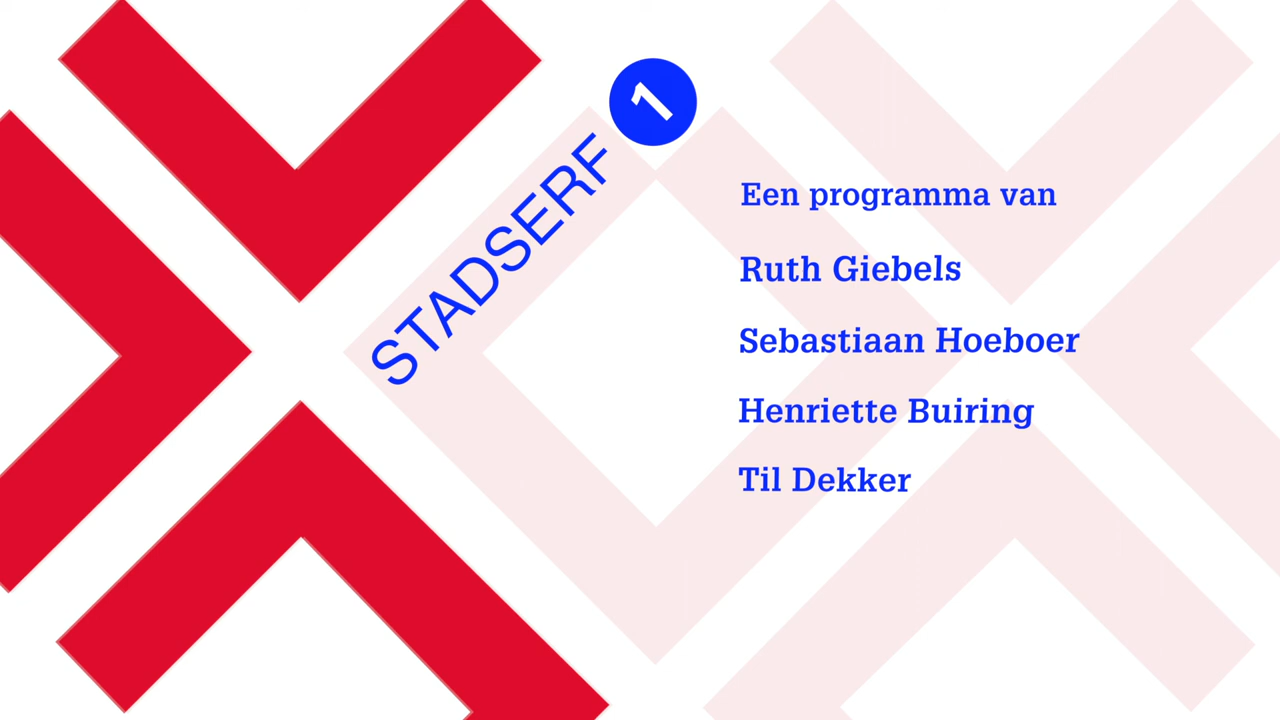 STADSERF
1
Een programma van
Ruth Giebels
Sebastiaan Hoeboer
Henriette Buiring
Til Dekker